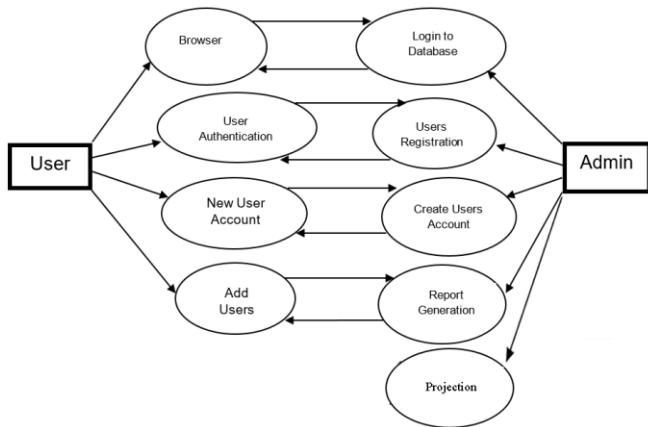 Browser
Login to
Database
User
Authentication
Users
Registration
User
Admin
New User
Account
Create Users
Account
Add
Users
Report
Generation
Projection